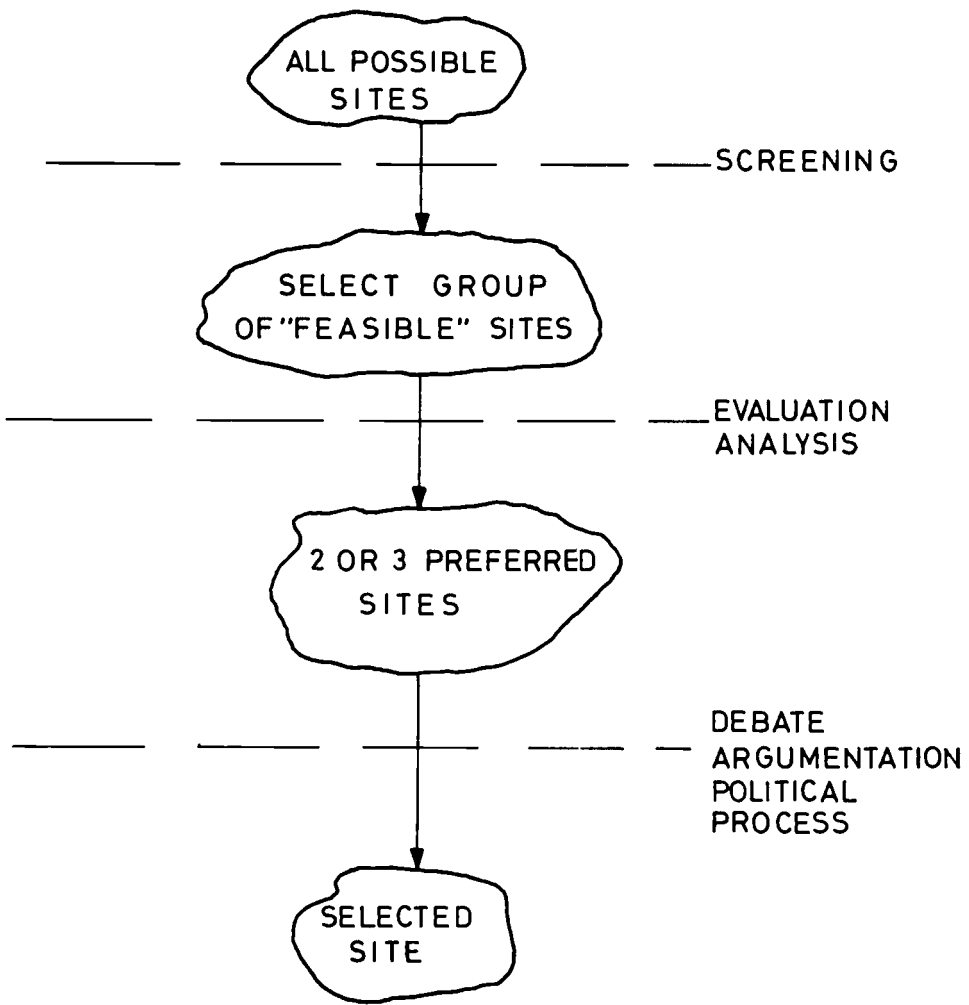 ALL POSSIBLE
SITES
SCREENING
SELECT GROUP
OF "FEASIBLE" SITES
EVALUATION
ANALYSIS
2 OR 3 PREFERRED
SITES
DEBATE
ARGUMENTATION
POLITICAL
PROCESS
SELECTED
SITE